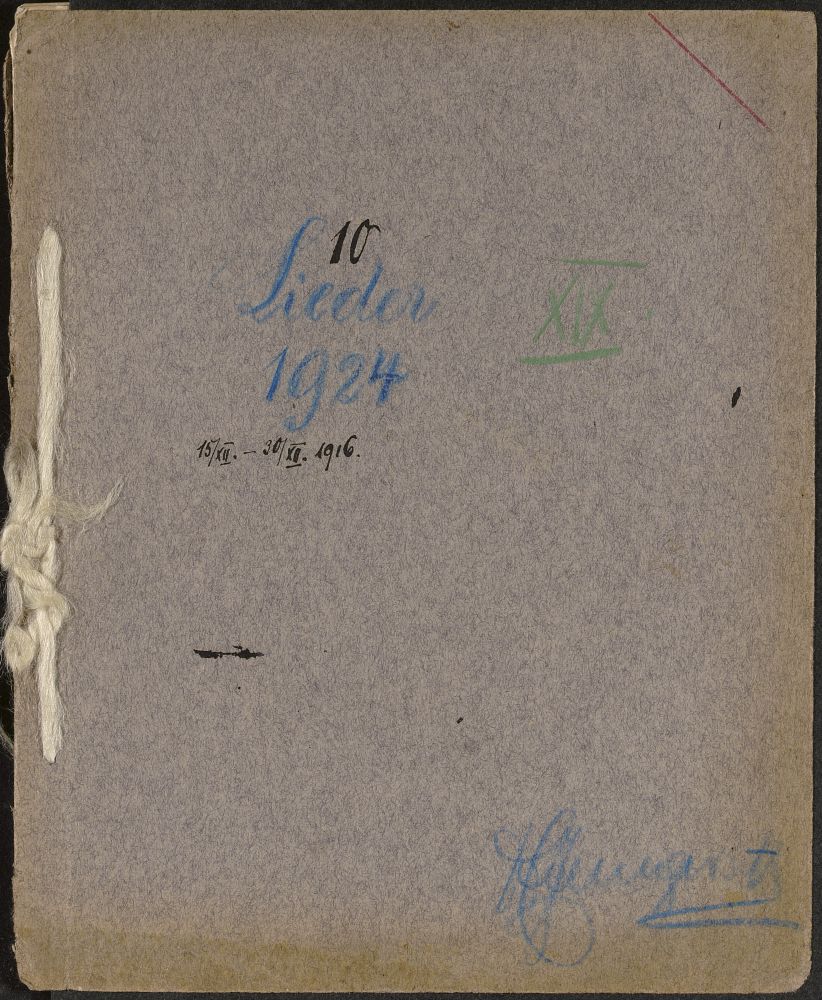 10
Lieder
XIX.
1924
15/XII. – 30/XII. 1916.